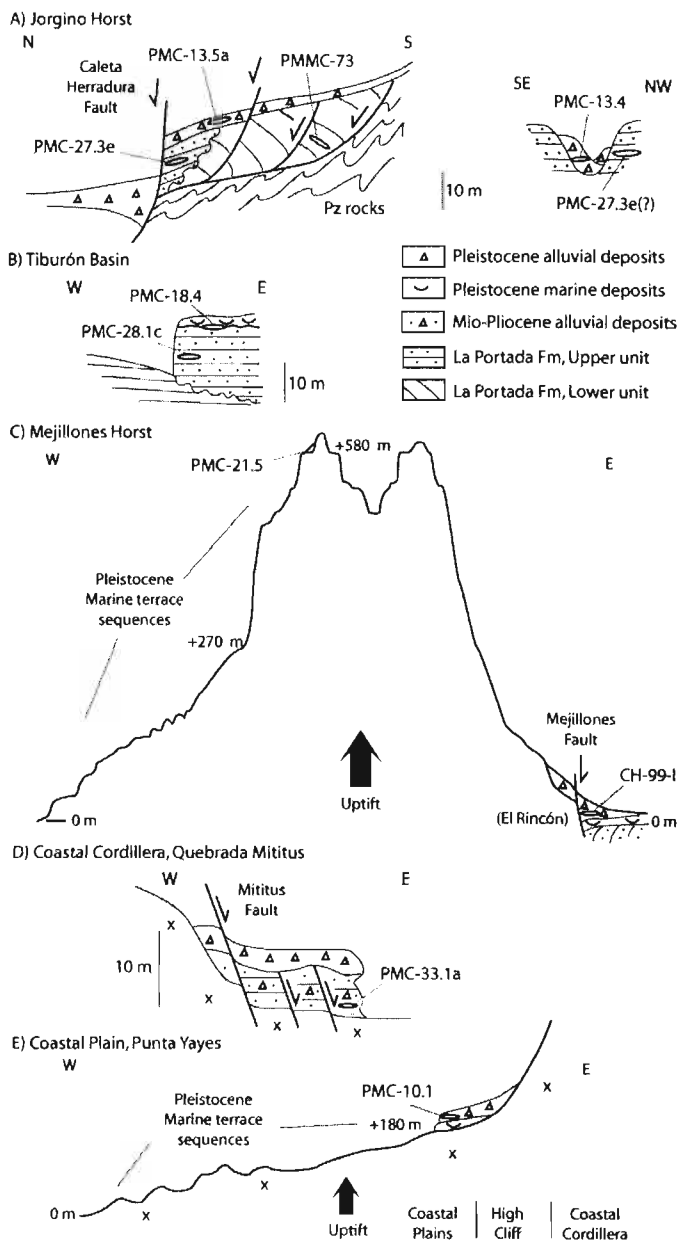 A) Jorgino Horst
N
S
PMC-13.5a
PMMC-73
Caleta
Herradura
Fault
PMC-27.3e
Pz rocks
10 m
SE
NW
PMC-13.4
PMC-27.3e(?)
B) Tiburón Basin
W
E
PMC-18.4
PMC-28.1c
10 m
Pleistocene alluvial deposits
Pleistocene marine deposits
Mio-Pliocene alluvial deposits
La Portada Fm, Upper unit
La Portada Fm, Lower unit
C) Mejillones Horst
W
E
PMC-21.5
+580 m
Pleistocene
Marine terrace
sequences
+270 m
Mejillones
Fault
CH-99-I
Uptift
(El Rincón)
0 m
0 m
D) Coastal Cordillera, Quebrada Mititus
W
E
Mititus
Fault
x
10 m
PMC-33.1a
x
x
x
E) Coastal Plain, Punta Yayes
W
E
Pleistocene
Marine terrace
sequences
PMC-10.1
+180 m
x
x
x
x
0 m
Uptift
Coastal
Plains
High
Cliff
Coastal
Cordillera